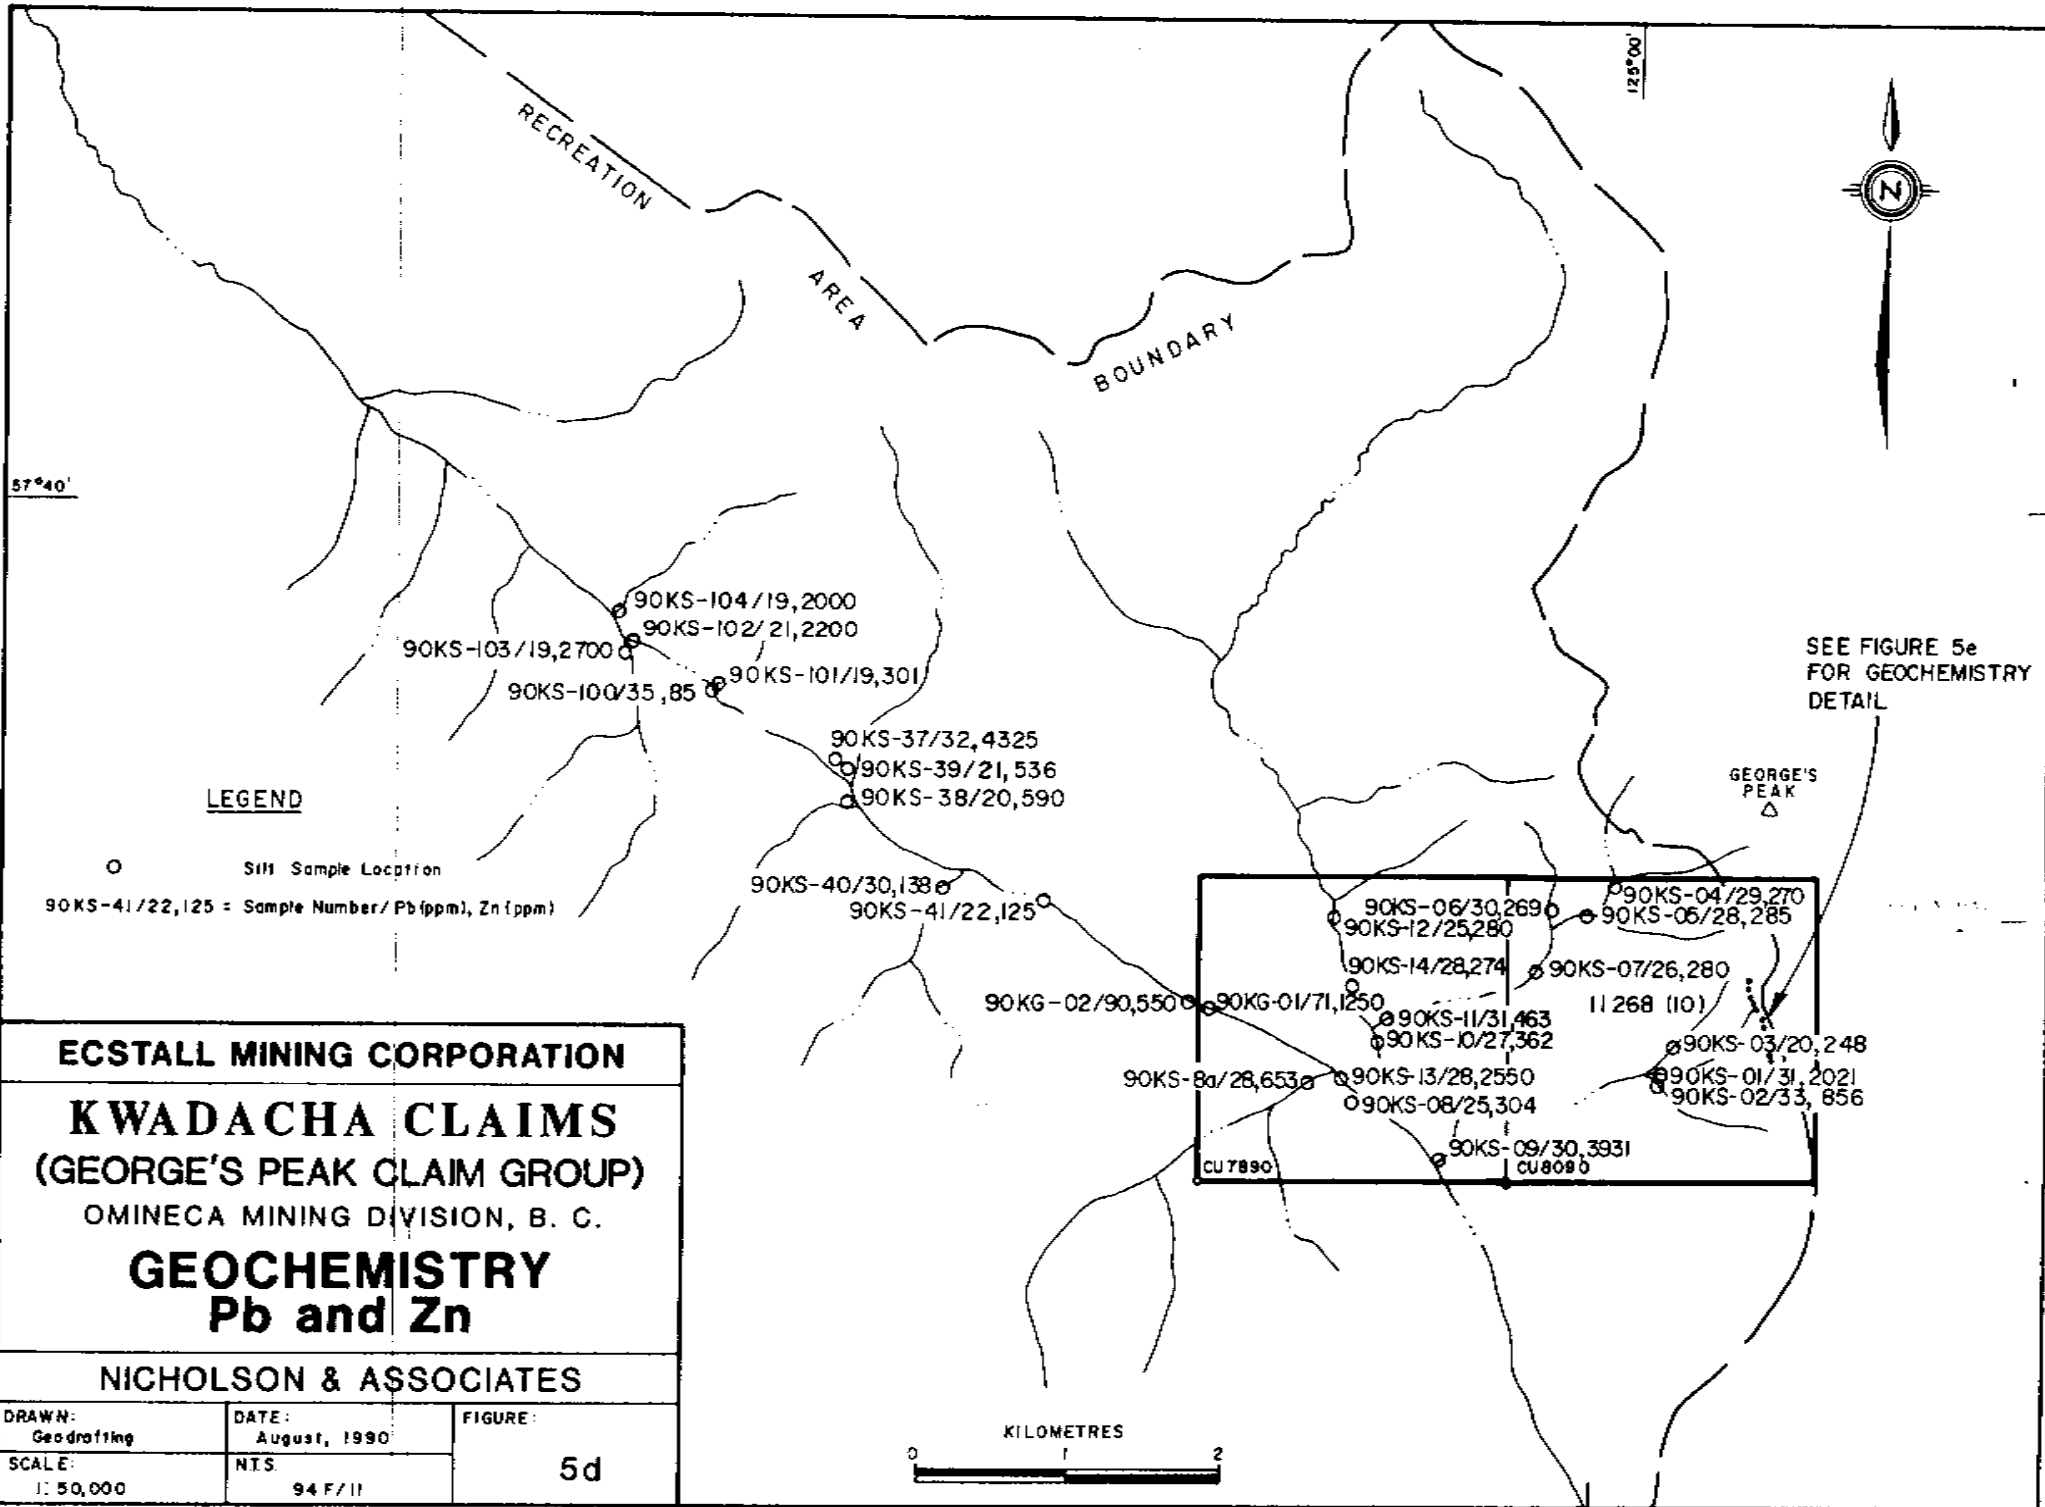 125°00'
RECREATION
AREA
BOUNDARY
57°40'
90KS-104/19,2000
90KS-102/21,2200
90KS-103/19,2700
90KS-101/19,301
90KS-100/35,85
SEE FIGURE 5e
FOR GEOCHEMISTRY
DETAIL
90KS-37/32,4325
90KS-39/21,536
90KS-38/20,590
GEORGE'S
PEAK
LEGEND
Silt Sample Location
90KS-41/22,125 = Sample Number/Pb(ppm), Zn(ppm)
90KS-40/30,138
90KS-41/22,125
90KS-04/29,270
90KS-06/30,269
90KS-05/28,285
90KS-12/25,280
90KS-14/28,274
90KS-07/26,280
90KG-02/90,550
90KG-01/71,1250
11268 (10)
90KS-11/31,463
90KS-10/27,362
90KS-03/20,248
90KS-8a/28,653
90KS-13/28,2550
90KS-01/31,2021
90KS-02/33,856
90KS-08/25,304
90KS-09/30,3931
CU7890
CU8090
N
ECSTALL MINING CORPORATION
KWADACHA CLAIMS
(GEORGE'S PEAK CLAIM GROUP)
OMINECA MINING DIVISION, B. C.
GEOCHEMISTRY
Pb and Zn
NICHOLSON & ASSOCIATES
DRAWN:
Geodrafting
DATE:
August, 1990
FIGURE:
5d
SCALE:
1:50,000
N.T.S.
94 F/11
KILOMETRES
0 1 2